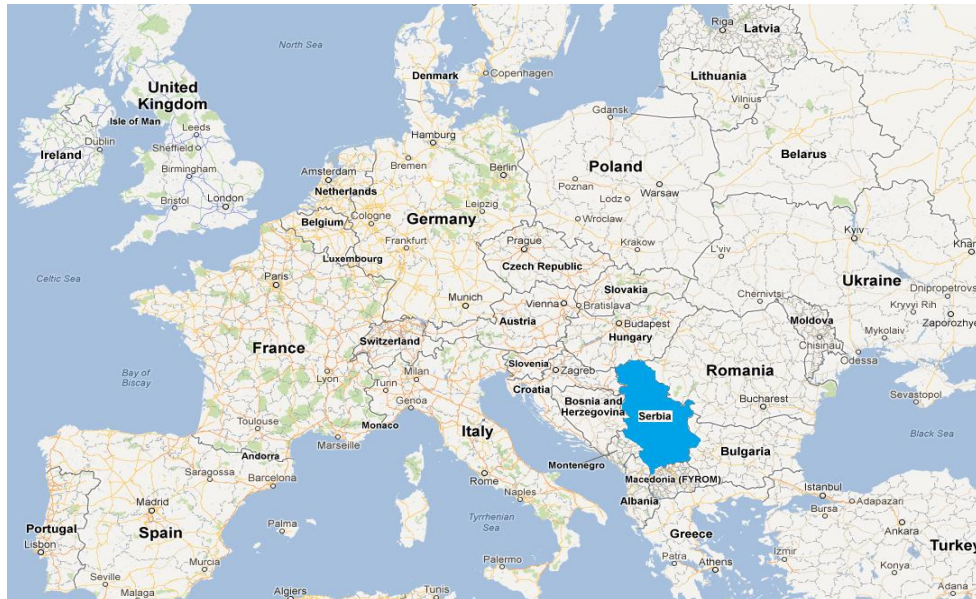 North Sea
Riga
Latvia
Denmark
Copenhagen
Lithuania
Vilnius
United
Kingdom
Isle of Man
Leeds
Dublin
Sheffield
Ireland
Birmingham
Bristol
London
Gdansk
Hamburg
Bremen
Berlin
Amsterdam
Netherlands
Poland
Poznan
Warsaw
Lodz
Belarus
Belgium
Cologne
Germany
Leipzig
Wroclaw
Frankfurt
Luxembourg
Prague
Krakow
L'viv
Kyiv
Czech Republic
Celtic Sea
Paris
Ukraine
Dnipropetrovs
Slovakia
Munich
Vienna
Bratislava
Chernivtsi
Kryvyi Rih
Zaporozhy
Austria
Budapest
Hungary
Moldova
Chisinau
Mykolaiv
Odessa
France
Switzerland
Slovenia
Zagreb
Milan
Turin
Croatia
Romania
Bay of
Biscay
Lyon
Genoa
Bosnia and
Herzegovina
Serbia
Bucharest
Sevastopol
Toulouse
Monaco
Marseille
Italy
Black Sea
Andorra
Montenegro
Bulgaria
Saragossa
Barcelona
Rome
Macedonia (FYROM)
Naples
Albania
Istanbul
Adapazari
Bursa
Madrid
Palma
Tyrrhenian
Sea
Portugal
Spain
Lisbon
Greece
Ankara
Turkey
Murcia
Palermo
Patra
Athens
Izmir
Konya
Seville
Malaga
Algiers
Tunis
Adana